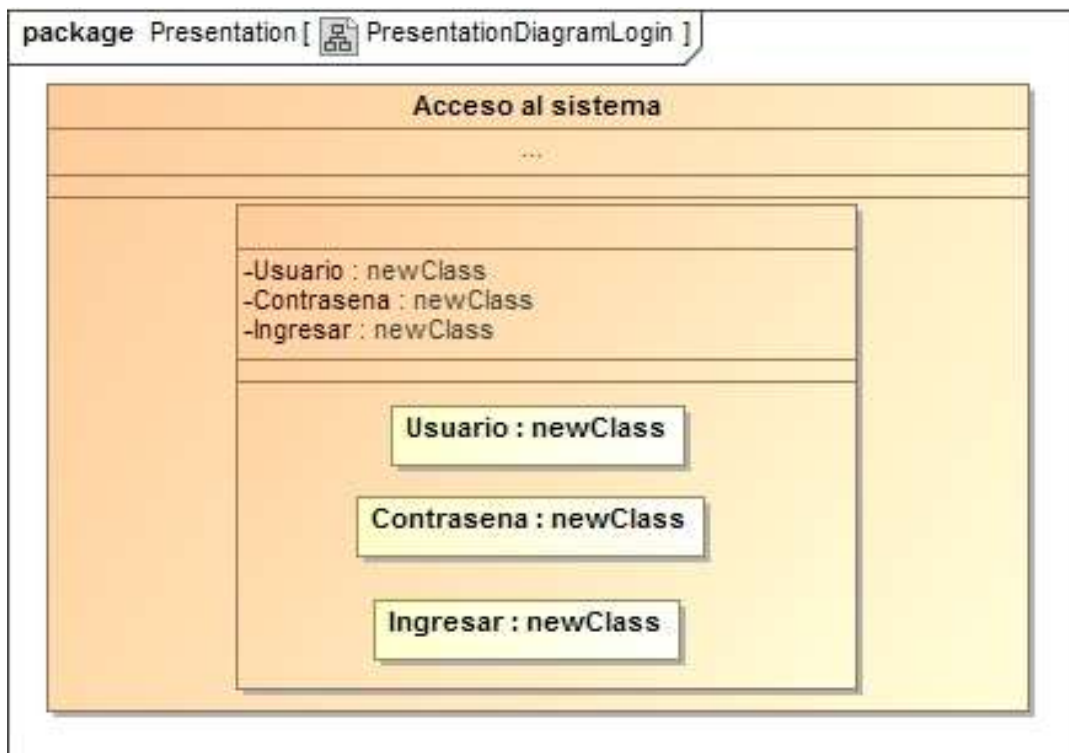 package Presentation [ PresentationDiagramLogin ]
Acceso al sistema
...
-Usuario : newClass
-Contrasena : newClass
-Ingresar : newClass
Usuario : newClass
Contrasena : newClass
Ingresar : newClass